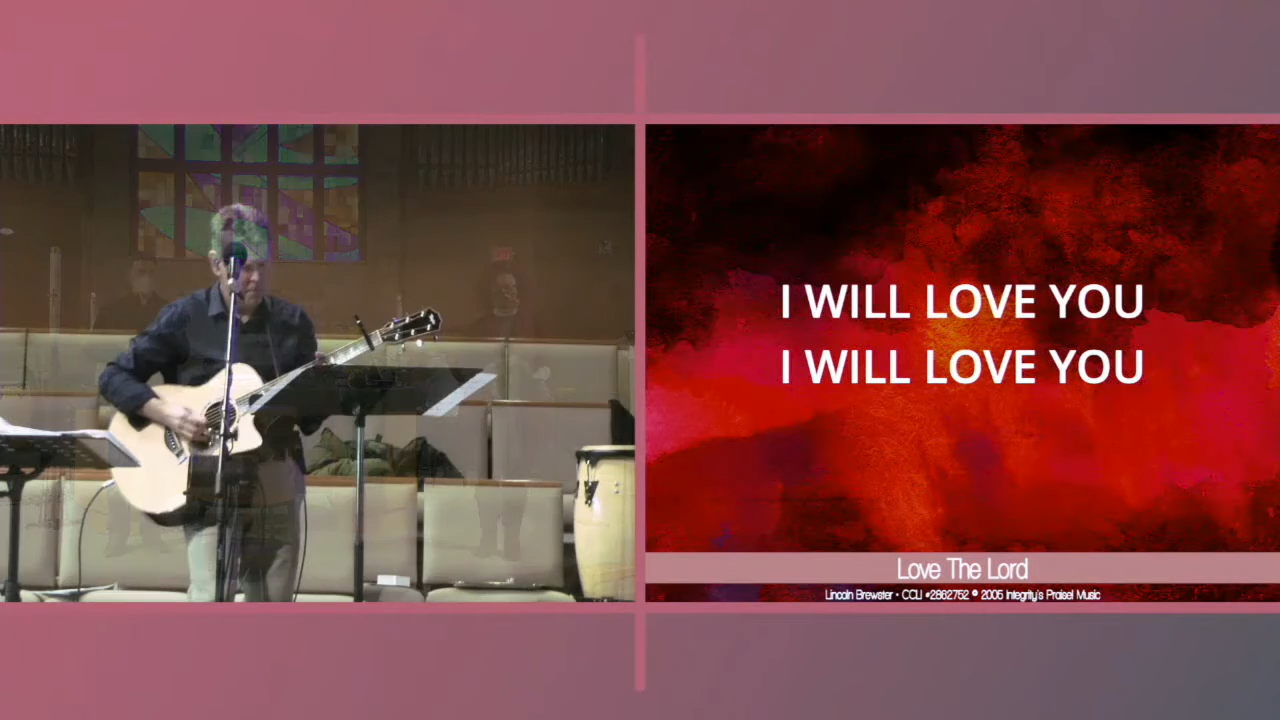 I WILL LOVE YOU
I WILL LOVE YOU
Love The Lord
Lincoln Brewster • CCLI #2862752 © 2005 Integrity's Praise! Music